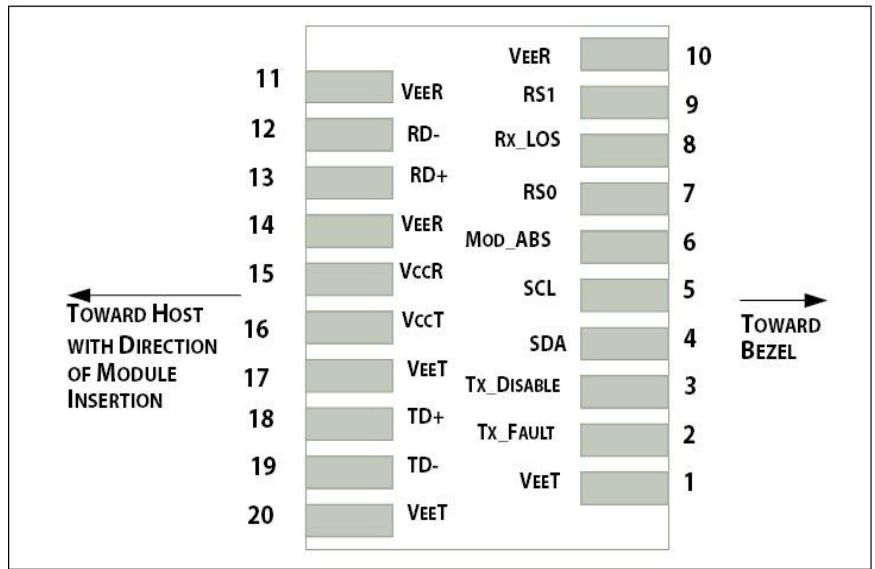 11 VEER
12 RD-
13 RD+
14 VEER
15 VCCR
16 VCCT
17 VEET
18 TD+
19 TD-
20 VEET
VEER 10
RS1 9
RX_LOS 8
RS0 7
MOD_ABS 6
SCL 5
SDA 4
TX_DISABLE 3
TX_FAULT 2
VEET 1
TOWARD HOST
WITH DIRECTION
OF MODULE
INSERTION
TOWARD
BEZEL